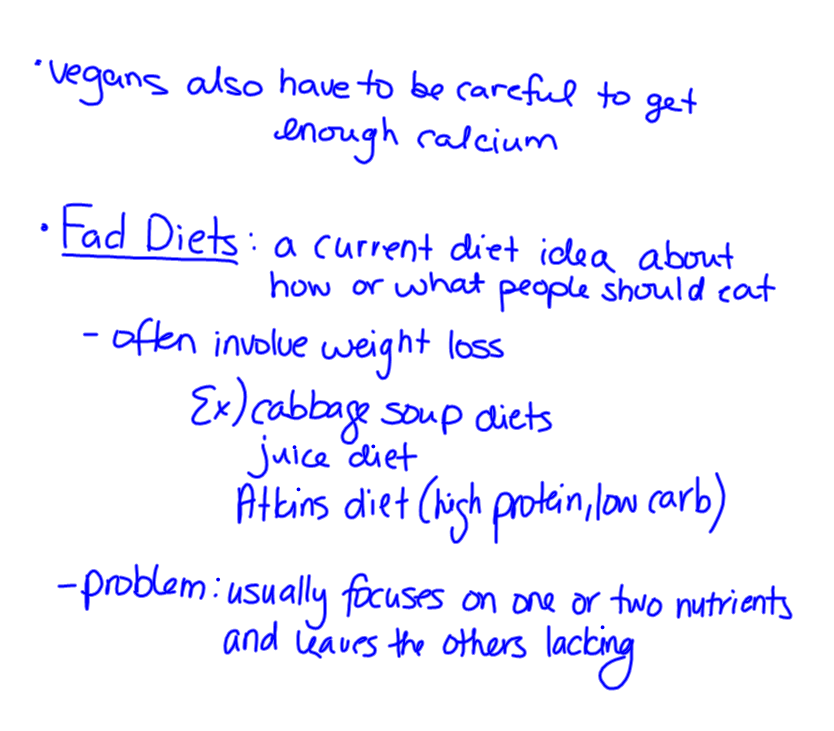 • vegans also have to be careful to get
enough calcium
• Fad Diets: a current diet idea about
how or what people should eat
- often involve weight loss
Ex) cabbage soup diets
juice diet
Atkins diet (high protein, low carb)
- problem: usually focuses on one or two nutrients
and leaves the others lacking